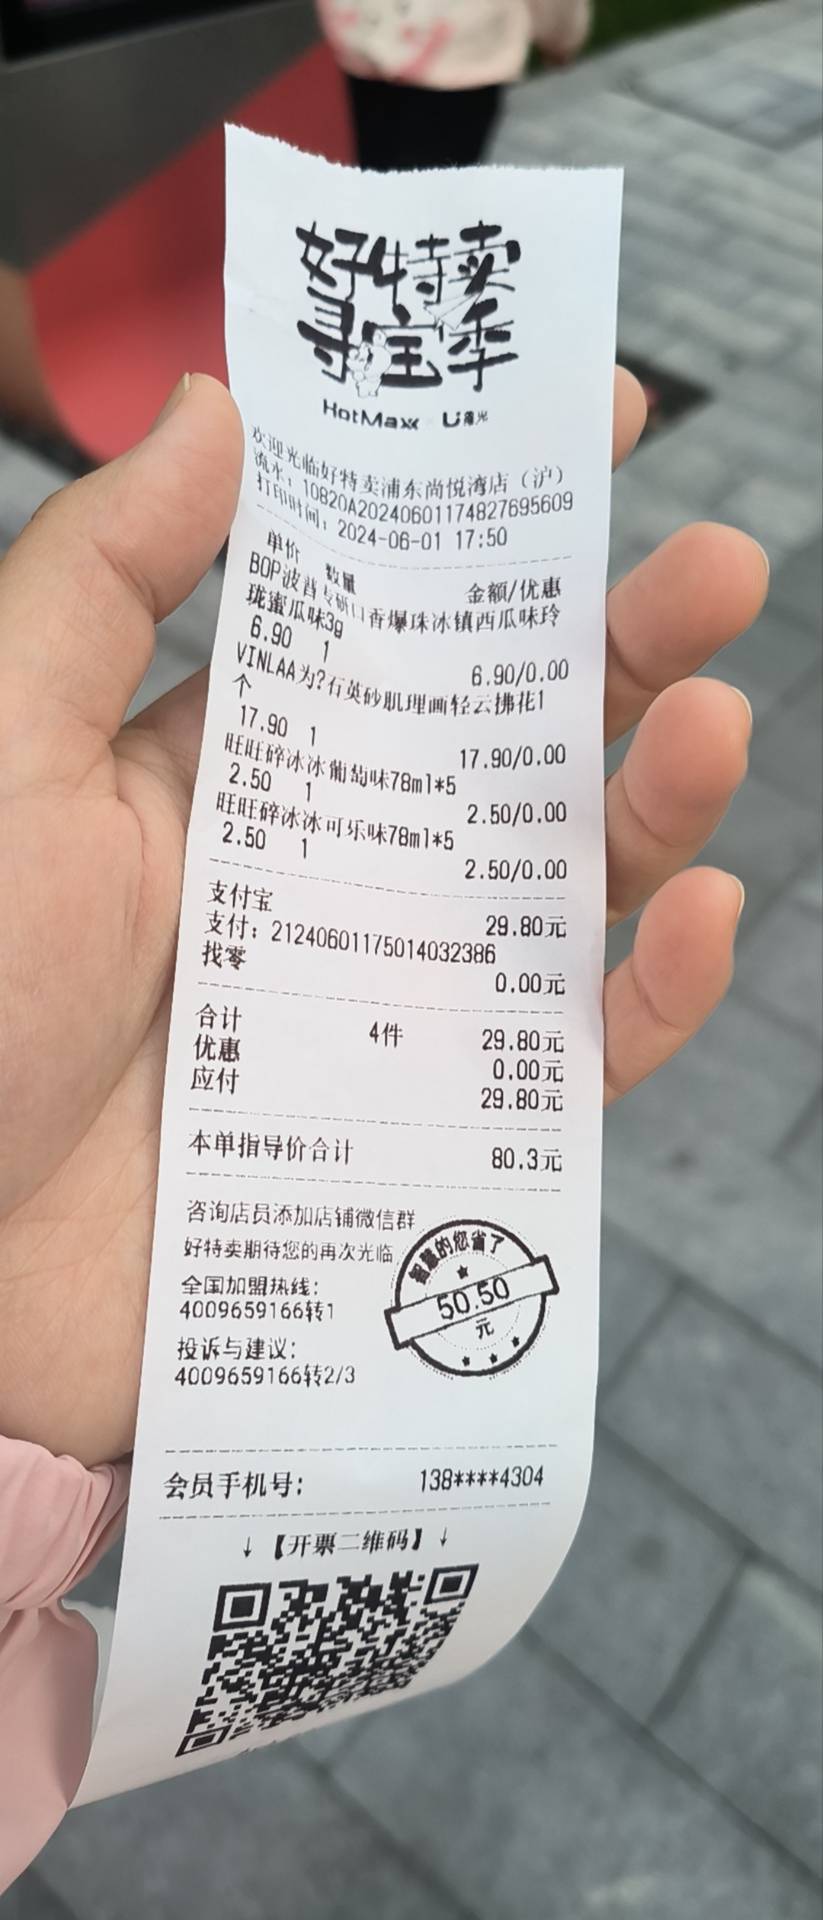 好特卖
寻宝季
HotMaxx
欢迎光临好特卖浦东尚悦湾店（沪）
流水：10820A20240601174827695609
打印时间：2024-06-01 17:50
单价 数量 金额/优惠
BOP波普专研口香爆珠冰镇西瓜味玲
珑蜜瓜味3g
6.90 1 6.90/0.00
VINLAA为?石英砂肌理画轻云拂花1
个
17.90 1 17.90/0.00
旺旺碎冰冰葡萄味78ml*5
2.50 1 2.50/0.00
旺旺碎冰冰可乐味78ml*5
2.50 1 2.50/0.00
支付宝 29.80元
支付：21240601175014032386
找零 0.00元
合计 4件 29.80元
优惠 0.00元
应付 29.80元
本单指导价合计 80.3元
咨询店员添加店铺微信群
好特卖期待您的再次光临
全国加盟热线：
4009659166转1
投诉与建议：
4009659166转2/3
智慧的您省了
50.50
元
会员手机号： 138****4304
↓【开票二维码】↓